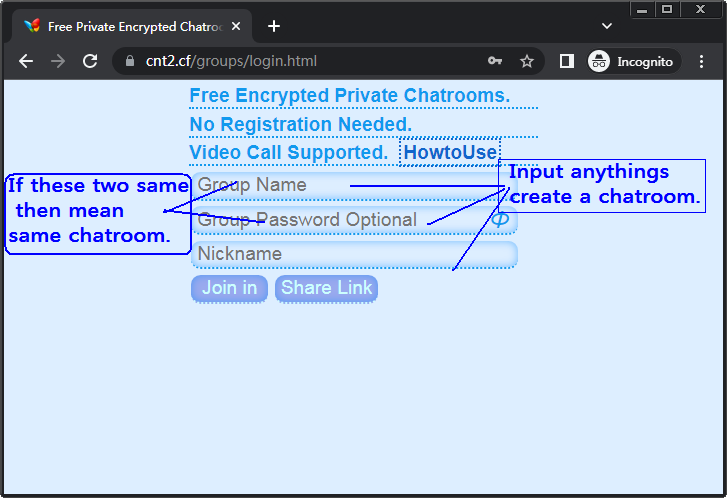 Free Private Encrypted Chatroo
cnt2.cf/groups/login.html
Incognito
Free Encrypted Private Chatrooms.
No Registration Needed.
Video Call Supported. HowtoUse
If these two same
then mean
same chatroom.
Group Name
Group Password Optional
Nickname
Join in Share Link
Input anythings
create a chatroom.